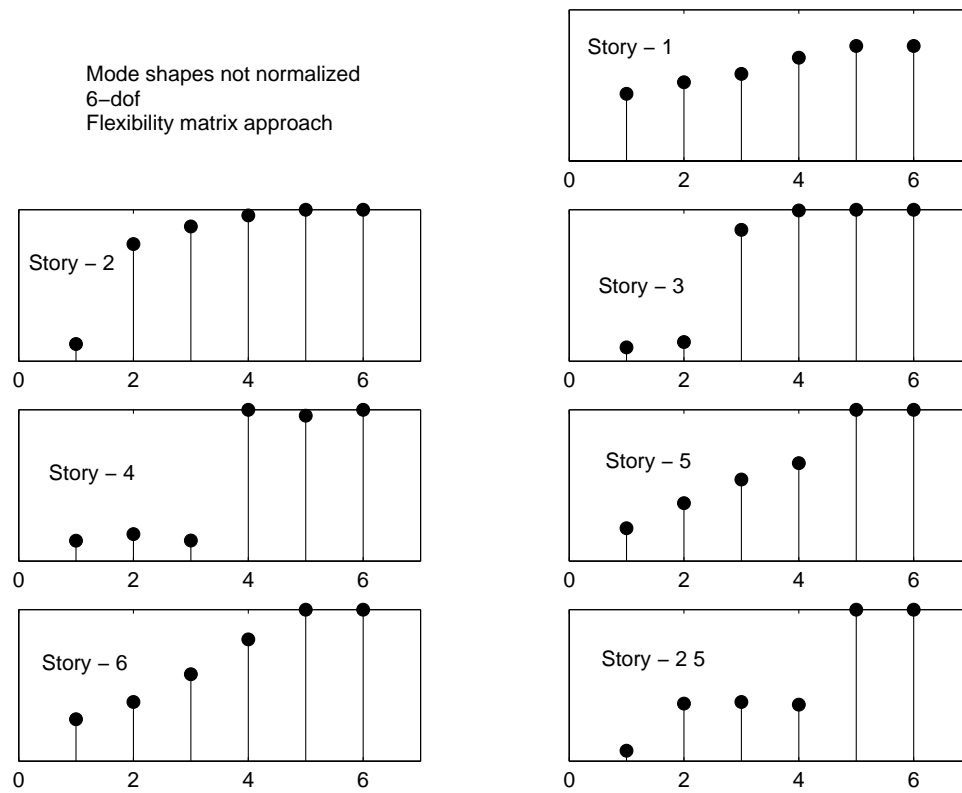 Mode shapes not normalized
6−dof
Flexibility matrix approach
Story − 1
0 2 4 6
Story − 2
0 2 4 6
Story − 3
0 2 4 6
Story − 4
0 2 4 6
Story − 5
0 2 4 6
Story − 6
0 2 4 6
Story − 2 5
0 2 4 6